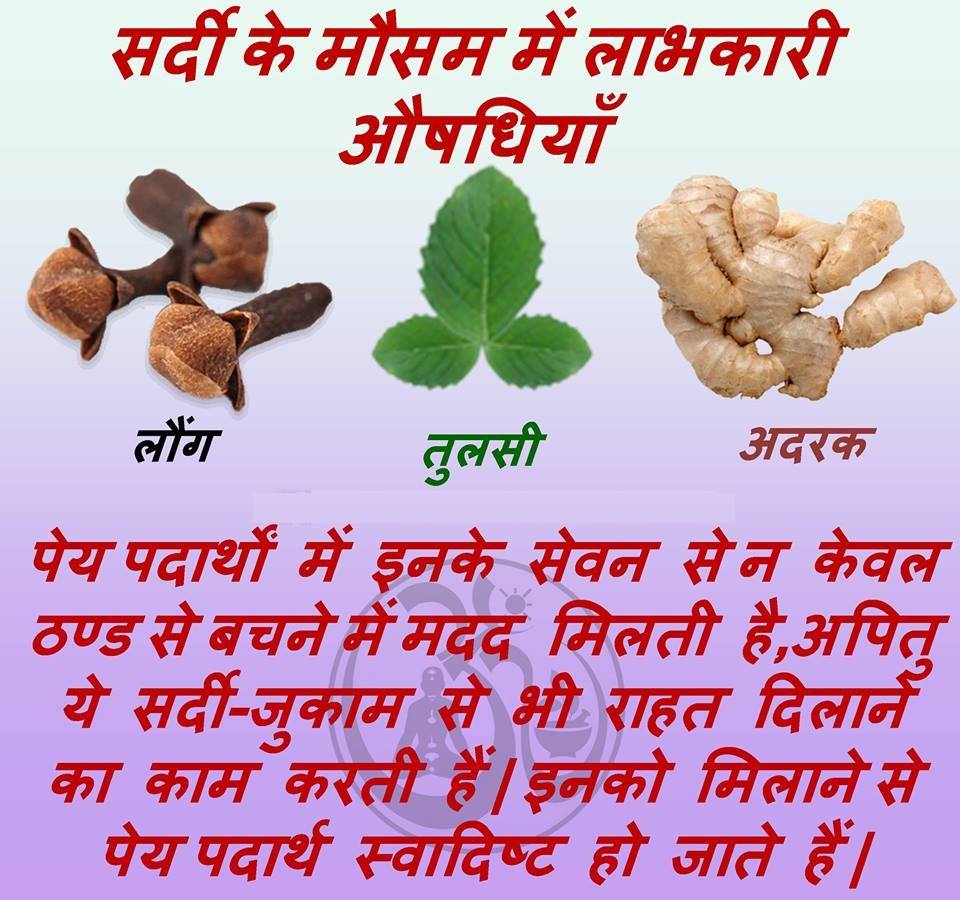 सर्दी के मौसम में लाभकारी
औषधियाँ
लौंग तुलसी अदरक
पेय पदार्थों में इनके सेवन से न केवल
ठण्ड से बचने में मदद मिलती है,अपितु
ये सर्दी-जुकाम से भी राहत दिलाने
का काम करती हैं| इनको मिलाने से
पेय पदार्थ स्वादिष्ट हो जाते हैं|